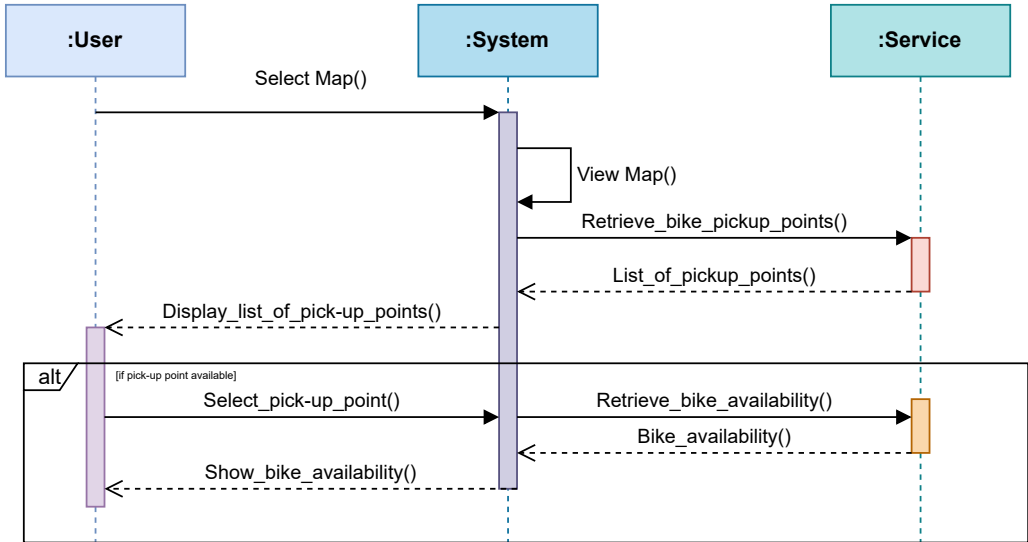 :User
:System
:Service
Select Map()
View Map()
Retrieve_bike_pickup_points()
List_of_pickup_points()
Display_list_of_pick-up_points()
alt
[if pick-up point available]
Select_pick-up_point()
Retrieve_bike_availability()
Bike_availability()
Show_bike_availability()